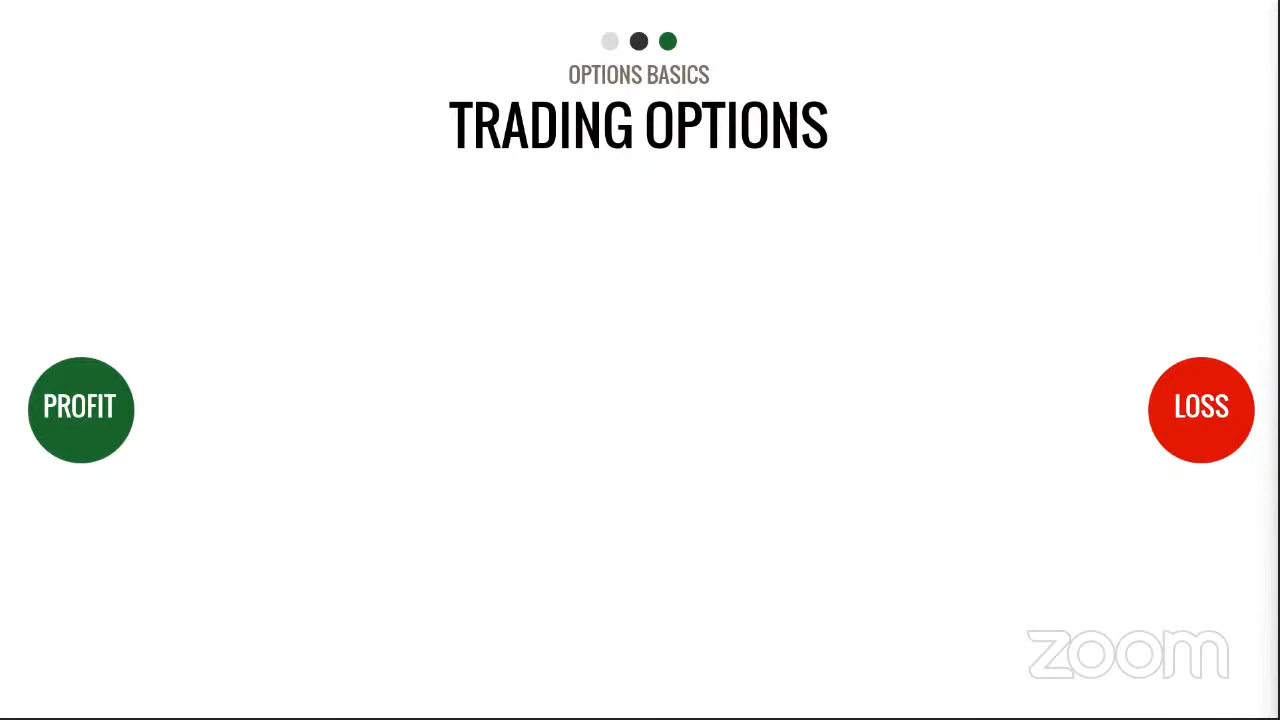 OPTIONS BASICS
TRADING OPTIONS
PROFIT
LOSS
zoom